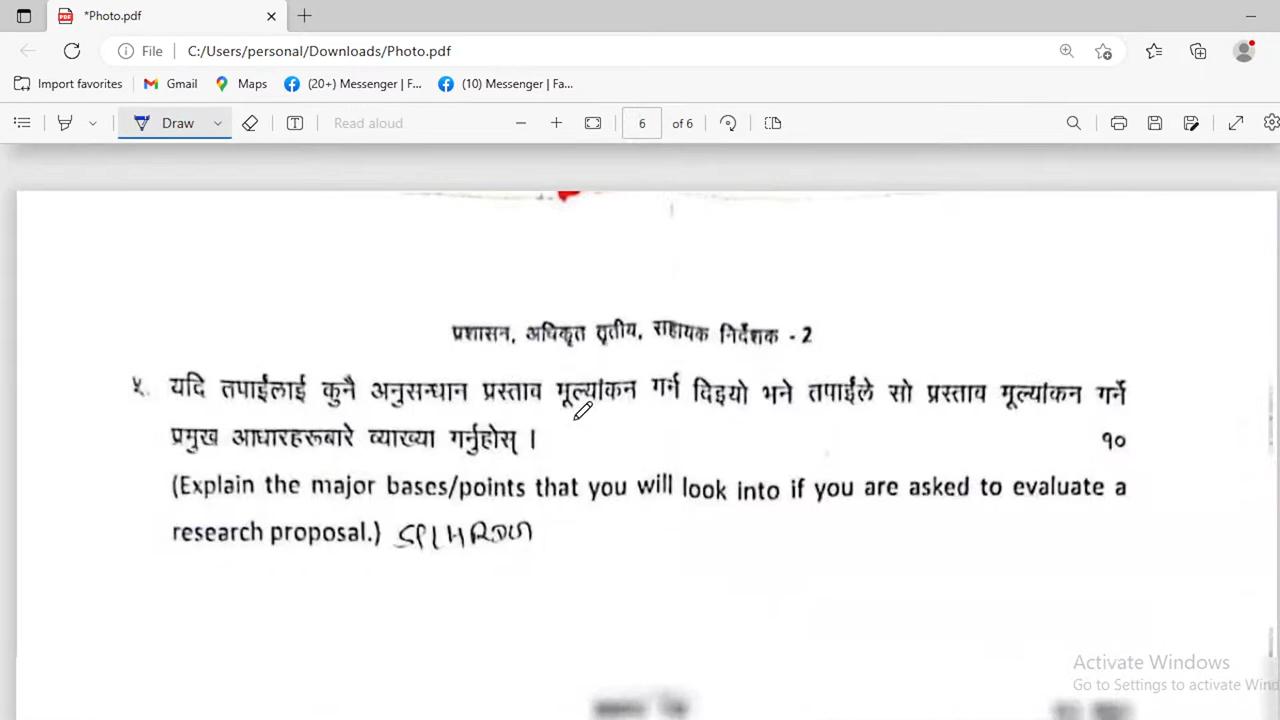 *Photo.pdf
File C:/Users/personal/Downloads/Photo.pdf
Import favorites Gmail Maps (20+) Messenger | F... (10) Messenger | Fa...
Draw Read aloud 6 of 6
प्रशासन, अधिकृत तृतीय, सहायक निर्देशक - 2
५. यदि तपाईंलाई कुनै अनुसन्धान प्रस्ताव मूल्यांकन गर्न दिइयो भने तपाईंले सो प्रस्ताव मूल्यांकन गर्ने
प्रमुख आधारहरूबारे व्याख्या गर्नुहोस् । १०
(Explain the major bases/points that you will look into if you are asked to evaluate a
research proposal.)
Activate Windows
Go to Settings to activate Wind